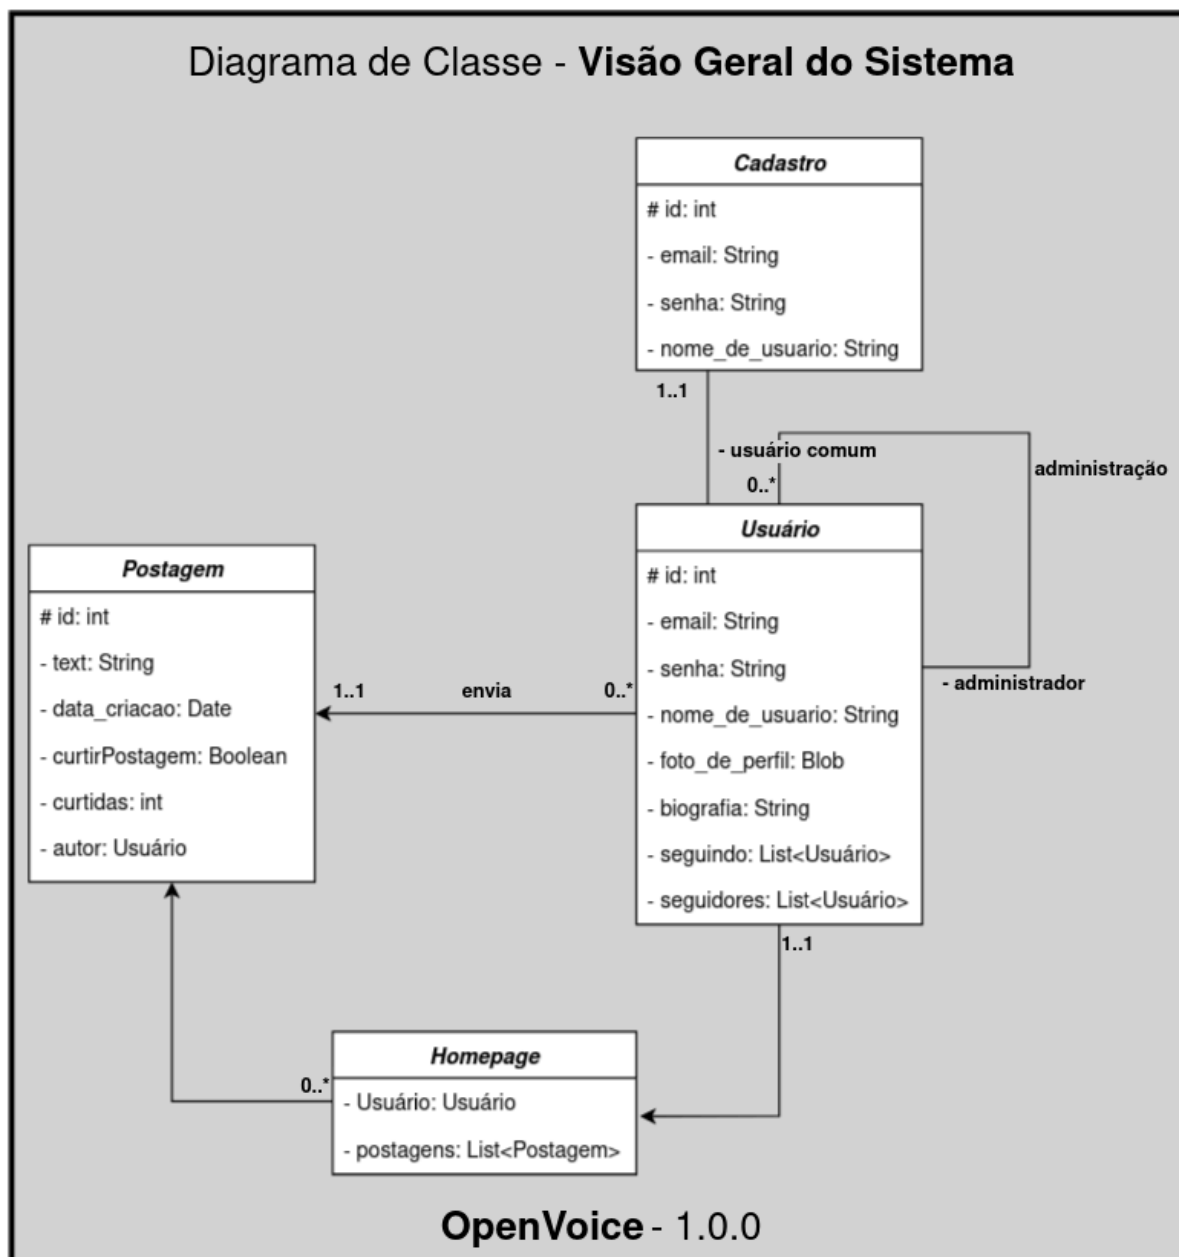 Diagrama de Classe - Visão Geral do Sistema
Cadastro
# id: int
- email: String
- senha: String
- nome_de_usuario: String
1..1
- usuário comum
0..*
administração
- administrador
Usuário
# id: int
- email: String
- senha: String
- nome_de_usuario: String
- foto_de_perfil: Blob
- biografia: String
- seguindo: List<Usuário>
- seguidores: List<Usuário>
1..1
Postagem
# id: int
- text: String
- data_criacao: Date
- curtirPostagem: Boolean
- curtidas: int
- autor: Usuário
1..1 envia 0..*
0..*
Homepage
- Usuário: Usuário
- postagens: List<Postagem>
OpenVoice - 1.0.0